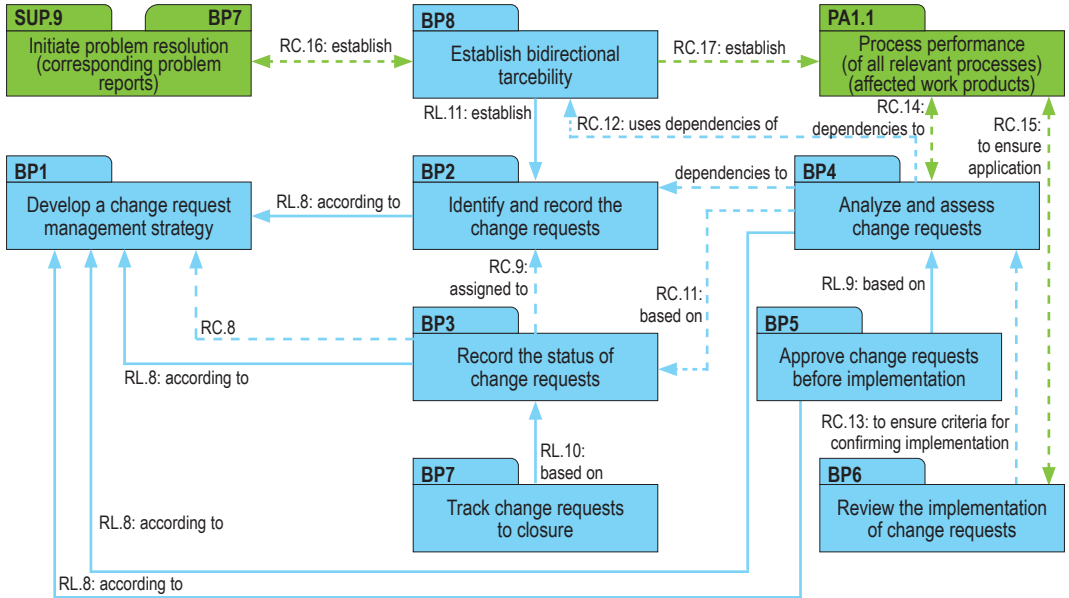 SUP.9 BP7
Initiate problem resolution
(corresponding problem
reports)
RC.16: establish
BP8
Establish bidirectional
tarcebility
RC.17: establish
PA1.1
Process performance
(of all relevant processes)
(affected work products)
RL.11: establish
RC.12: uses dependencies of
RC.14:
dependencies to
RC.15:
to ensure
application
BP1
Develop a change request
management strategy
RL.8: according to
BP2
Identify and record the
change requests
dependencies to
BP4
Analyze and assess
change requests
RC.9:
assigned to
RC.11:
based on
RL.9: based on
RC.8
BP3
Record the status of
change requests
RL.8: according to
BP5
Approve change requests
before implementation
RC.13: to ensure criteria for
confirming implementation
RL.10:
based on
BP7
Track change requests
to closure
BP6
Review the implementation
of change requests
RL.8: according to
RL.8: according to